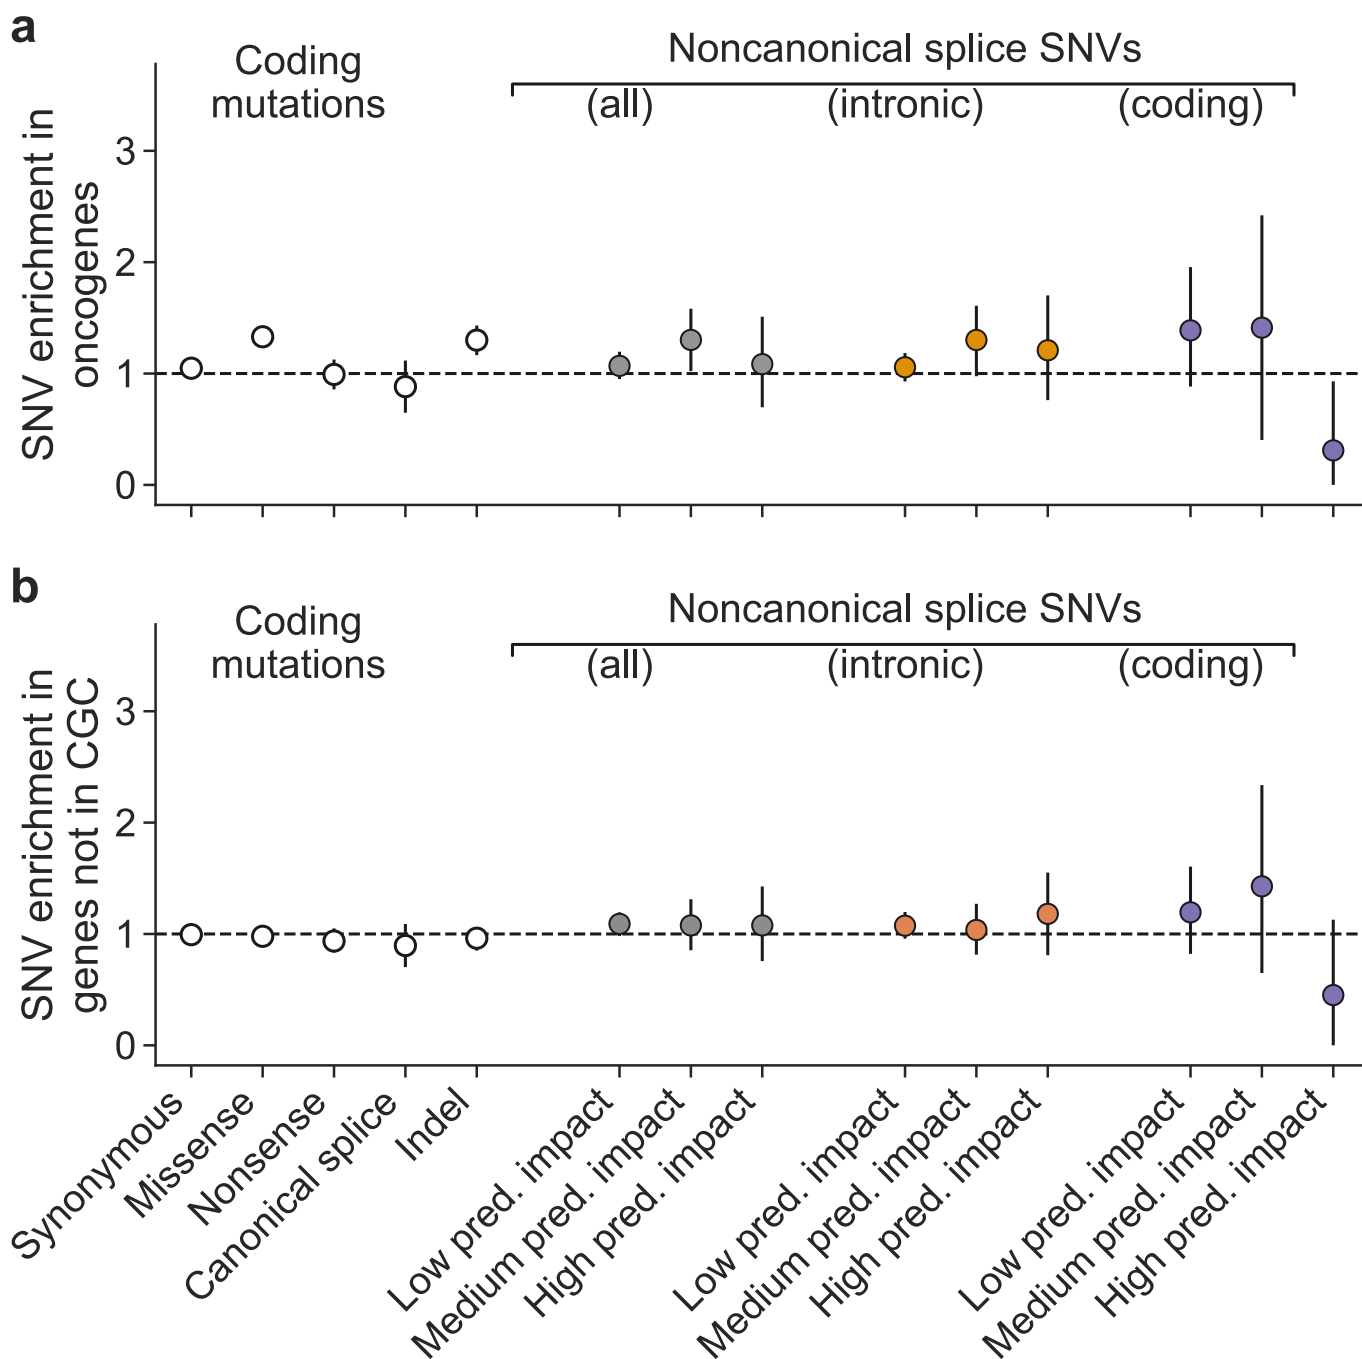 a
Coding
mutations
Noncanonical splice SNVs
(all)
(intronic)
(coding)
SNV enrichment in
oncogenes
3
2
1
0
b
Coding
mutations
Noncanonical splice SNVs
(all)
(intronic)
(coding)
SNV enrichment in
genes not in CGC
3
2
1
0
Synonymous
Missense
Nonsense
Canonical splice
Indel
Low pred. impact
Medium pred. impact
High pred. impact
Low pred. impact
Medium pred. impact
High pred. impact
Low pred. impact
Medium pred. impact
High pred. impact